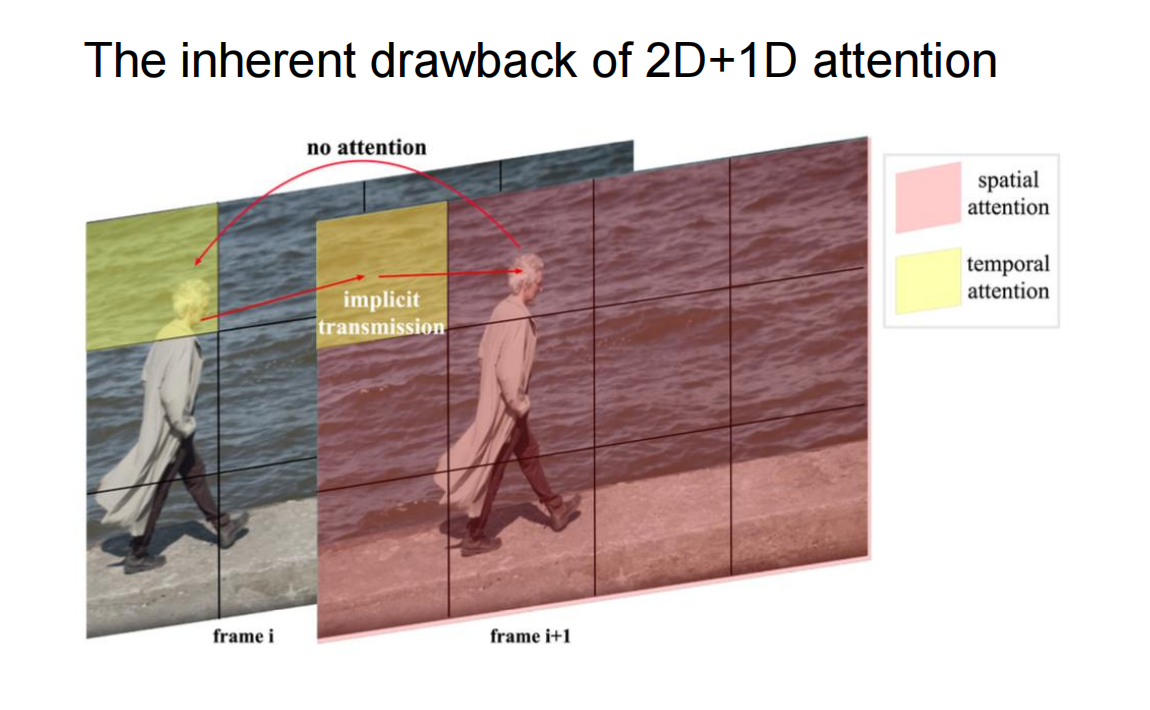 The inherent drawback of 2D+1D attention
no attention
spatial
attention
temporal
attention
implicit
transmission
frame i
frame i+1